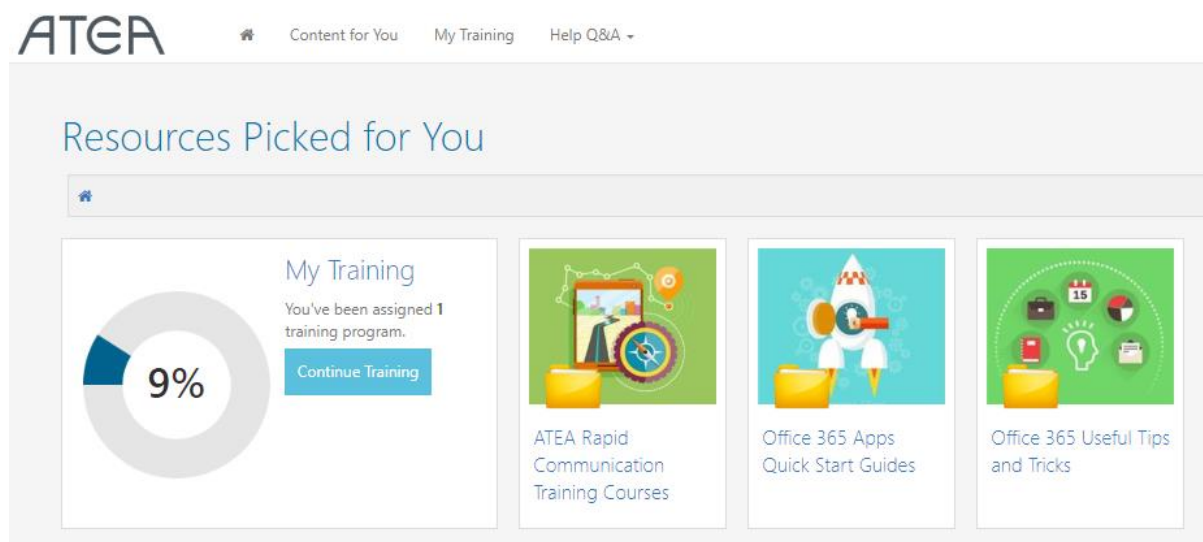 ATEA
Content for You
My Training
Help Q&A
Resources Picked for You
9%
My Training
You've been assigned 1
training program.
Continue Training
ATEA Rapid
Communication
Training Courses
Office 365 Apps
Quick Start Guides
15
Office 365 Useful Tips
and Tricks